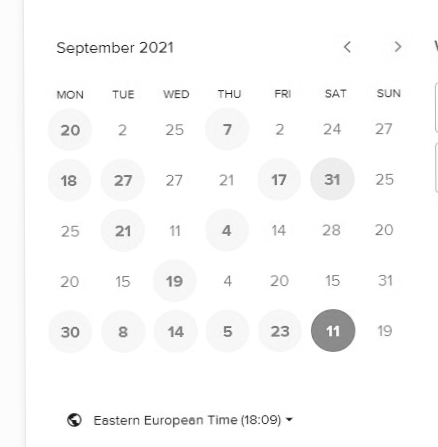 September 2021
MON TUE WED THU FRI SAT SUN
20 2 25 7 2 24 27
18 27 27 21 17 31 25
25 21 11 4 14 28 20
20 15 19 4 20 15 31
30 8 14 5 23 11 19
Eastern European Time (18:09)